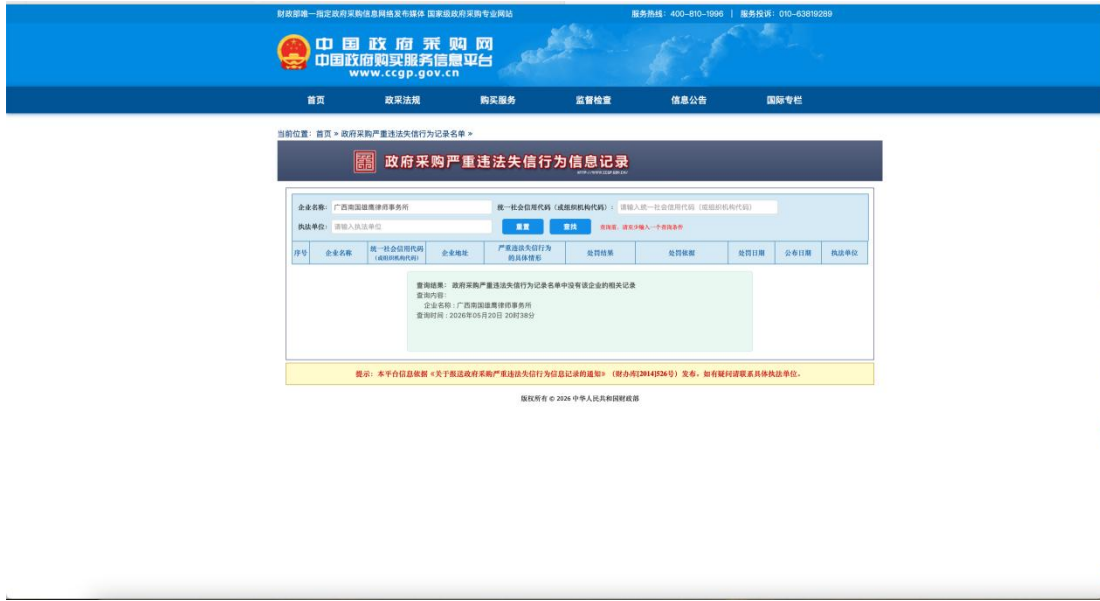 财政部唯一指定政府采购信息网络发布媒体 国家级政府采购专业网站
服务热线：400-810-1996 | 服务投诉：010-63819289
中国政府采购网
中国政府购买服务信息平台
www.ccgp.gov.cn
首页 政采法规 购买服务 监督检查 信息公告 国际专栏
当前位置：首页 » 政府采购严重违法失信行为记录名单 »
政府采购严重违法失信行为信息记录
企业名称： 广西南国雄鹰律师事务所 统一社会信用代码（或组织机构代码）： 请输入统一社会信用代码（或组织机构代码）
执法单位： 请输入执法单位 重置 查找 查询前，请至少输入一个查询条件
序号 企业名称 统一社会信用代码（或组织机构代码） 企业地址 严重违法失信行为的具体情形 处罚结果 处罚依据 处罚日期 公布日期 执法单位
查询结果： 政府采购严重违法失信行为记录名单中没有该企业的相关记录
查询内容：
企业名称：广西南国雄鹰律师事务所
查询时间：2026年05月20日 20时38分
提示：本平台信息依据《关于报送政府采购严重违法失信行为信息记录的通知》（财办库[2014]526号）发布。如有疑问请联系具体执法单位。
版权所有 © 2026 中华人民共和国财政部